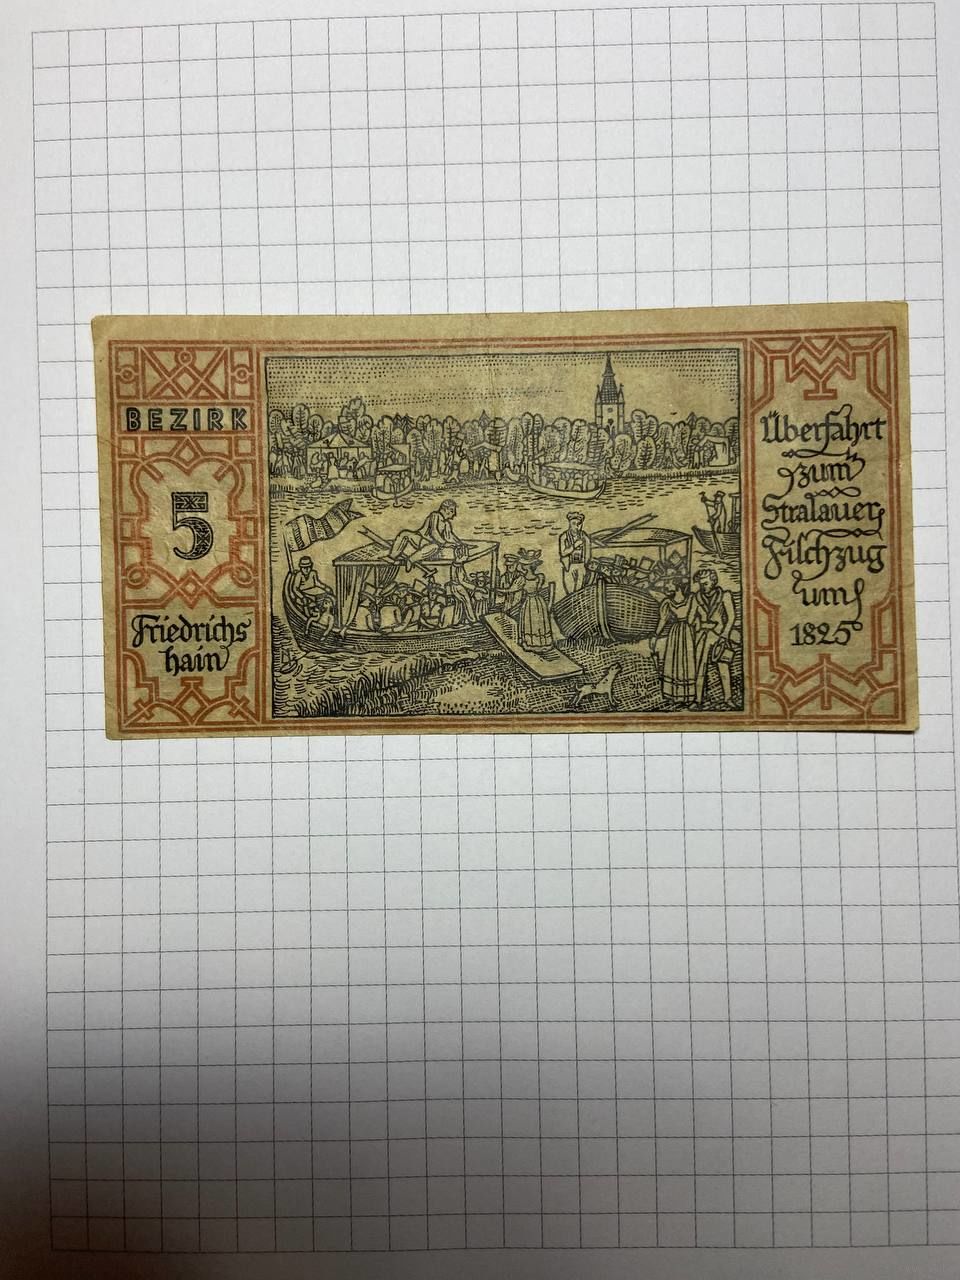 BEZIRK
5
Friedrichs
hain
Überfahrt
zum
Stralauer
Fischzug
um
1825